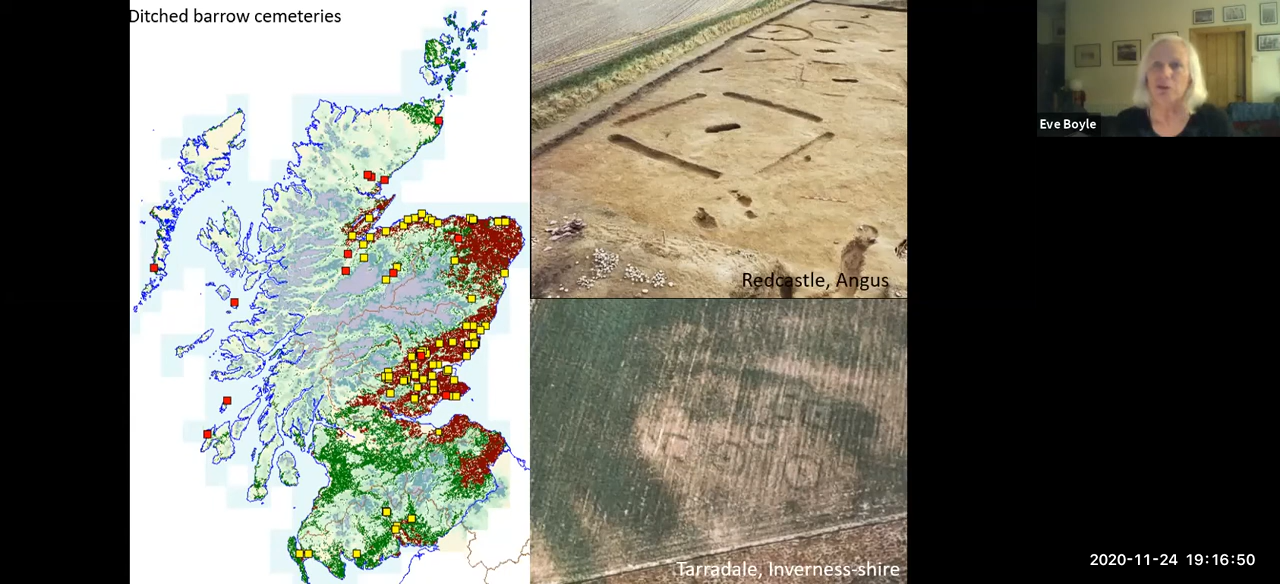 Ditched barrow cemeteries
Eve Boyle
Redcastle, Angus
Tarradale, Inverness-shire
2020-11-24 19:16:50